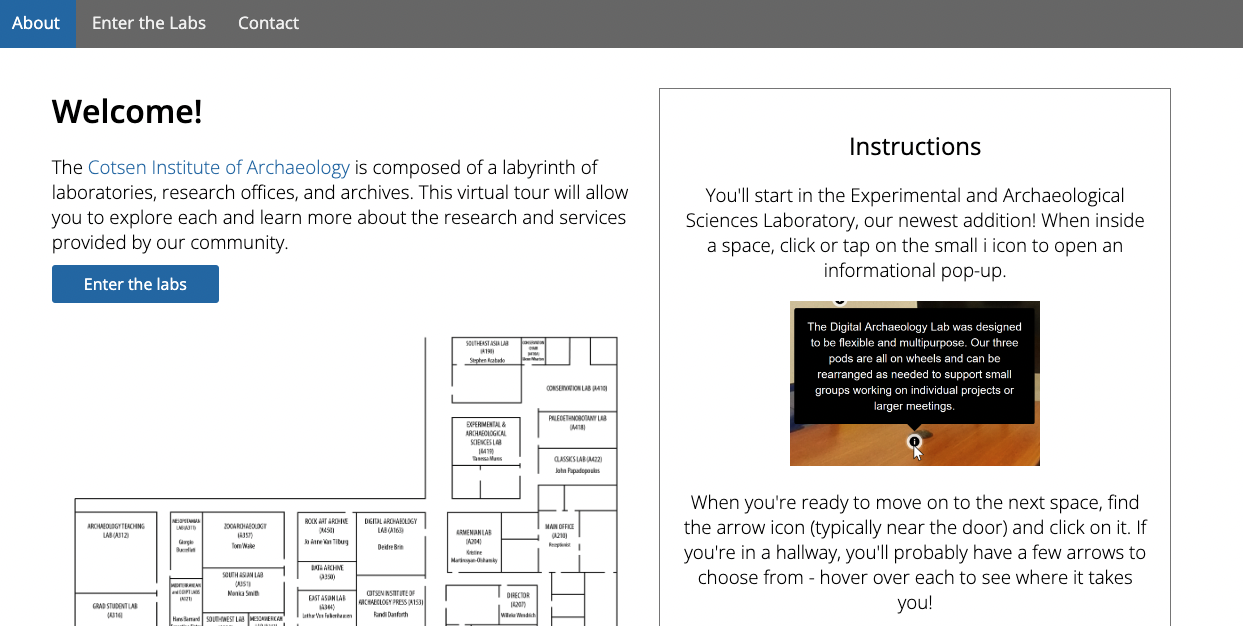 About
Enter the Labs
Contact
Welcome!
The Cotsen Institute of Archaeology is composed of a labyrinth of
laboratories, research offices, and archives. This virtual tour will allow
you to explore each and learn more about the research and services
provided by our community.
Enter the labs
SOUTHEAST ASIA LAB
(A190)
Stephen Acabado
CONSERVATION LAB (A410)
PALEOETHNOBOTANY LAB
(A418)
EXPERIMENTAL &
ARCHAEOLOGICAL
SCIENCES LAB
(A419)
Vanessa Muros
CLASSICS LAB (A422)
John Papadopoulos
ARCHAEOLOGY TEACHING
LAB (A312)
MESOPOTAMIAN
Giorgio
Buccellati
ZOOARCHAEOLOGY
(A357)
Tom Wake
ROCK ART ARCHIVE
(A450)
Jo Anne Van Tilburg
DIGITAL ARCHAEOLOGY
LAB (A163)
Deidre Brin
ARMENIAN LAB
(A204)
Kristine
Martirosyan-Olshansky
MAIN OFFICE
(A210)
Receptionist
DATA ARCHIVE
(A350)
SOUTH ASIAN LAB
(A351)
Monica Smith
MEDITERRANEAN
and EGYPT LABS
Hans Barnard
GRAD STUDENT LAB
(A316)
SOUTHWEST LAB
MESOAMERICAN
EAST ASIAN LAB
(A344)
Lothar Von Falkenhausen
COTSEN INSTITUTE OF
ARCHAEOLOGY PRESS (A153)
Randi Danforth
DIRECTOR
(A207)
Willeke Wendrich
Instructions
You'll start in the Experimental and Archaeological
Sciences Laboratory, our newest addition! When inside
a space, click or tap on the small i icon to open an
informational pop-up.
The Digital Archaeology Lab was designed
to be flexible and multipurpose. Our three
pods are all on wheels and can be
rearranged as needed to support small
groups working on individual projects or
larger meetings.
i
When you're ready to move on to the next space, find
the arrow icon (typically near the door) and click on it. If
you're in a hallway, you'll probably have a few arrows to
choose from - hover over each to see where it takes
you!